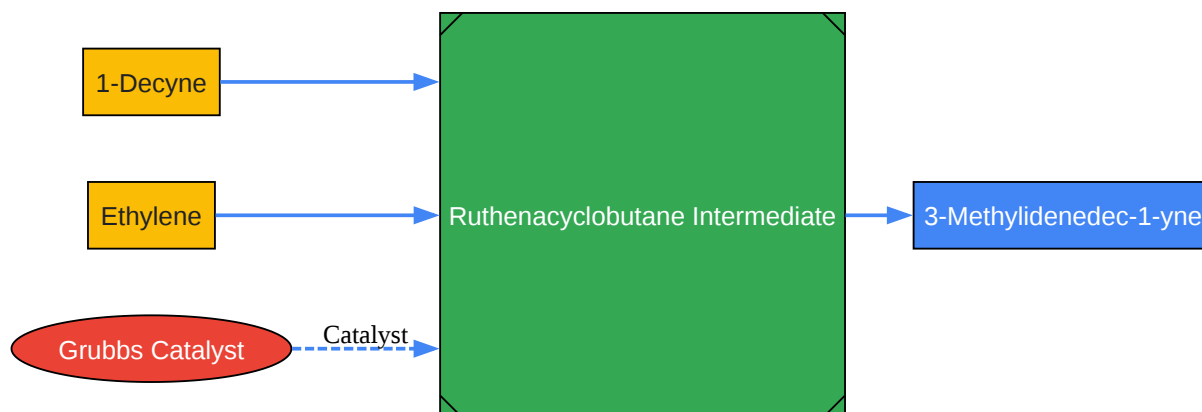 1-Decyne
Ethylene
Grubbs Catalyst
Catalyst
Ruthenacyclobutane Intermediate
3-Methylidenedec-1-yne